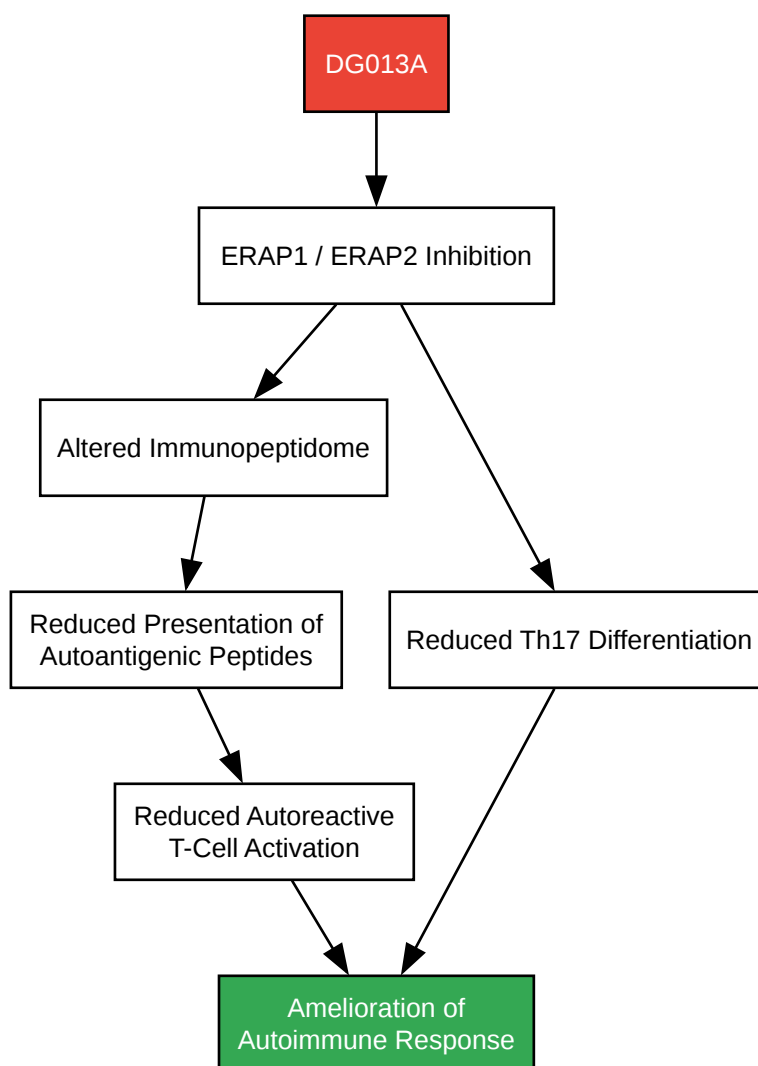 DG013A
ERAP1 / ERAP2 Inhibition
Altered Immunopeptidome
Reduced Presentation of
Autoantigenic Peptides
Reduced Th17 Differentiation
Reduced Autoreactive
T-Cell Activation
Amelioration of
Autoimmune Response